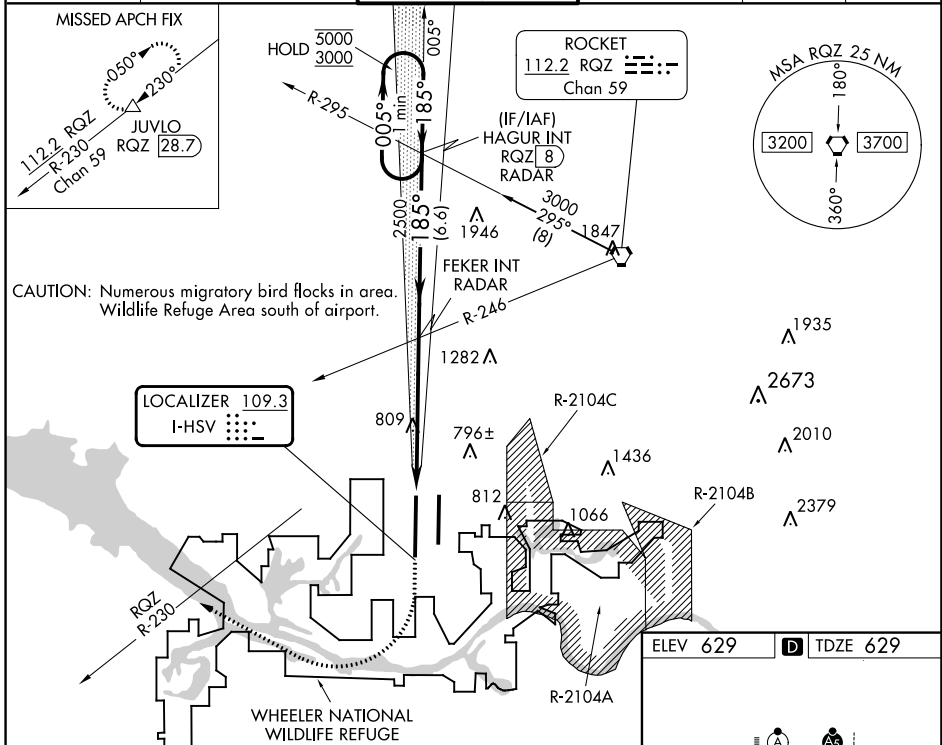 MISSED APCH FIX
050°
230°
JUVLO
RQZ 28.7
112.2 RQZ
R-230
Chan 59
HOLD 5000
3000
R-295
005°
1 min
185°
005°
(IF/IAF)
HAGUR INT
RQZ 8
RADAR
ROCKET
112.2 RQZ
Chan 59
MSA RQZ 25 NM
180°
3200
3700
360°
2500
185°
(6.6)
1946
3000
295°
(8)
1847
CAUTION: Numerous migratory bird flocks in area.
Wildlife Refuge Area south of airport.
FEKER INT
RADAR
R-246
1282
1935
2673
LOCALIZER 109.3
I-HSV
809
796±
R-2104C
1436
2010
812
1066
R-2104B
2379
RQZ
R-230
R-2104A
WHEELER NATIONAL
WILDLIFE REFUGE
ELEV 629
D
TDZE 629
A
A5